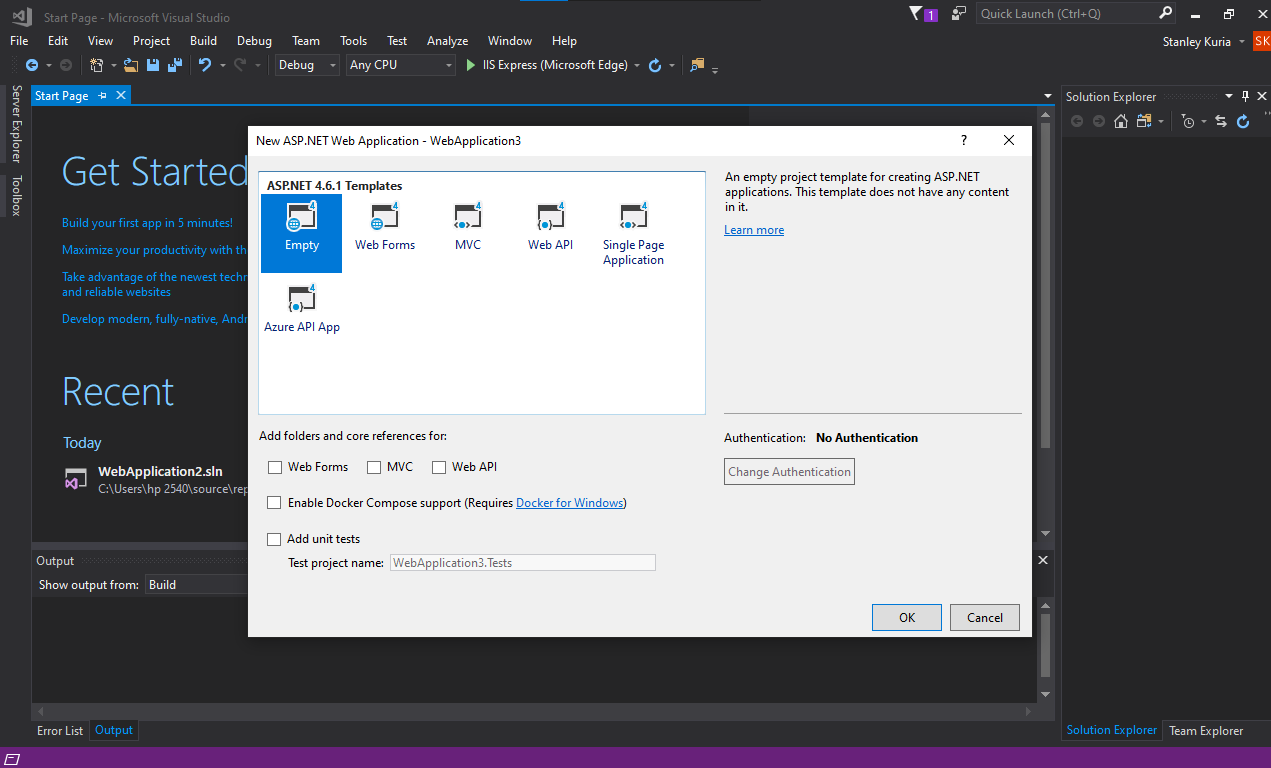 Start Page - Microsoft Visual Studio
1
Quick Launch (Ctrl+Q)
File Edit View Project Build Debug Team Tools Test Analyze Window Help
Stanley Kuria
SK
Debug
Any CPU
IIS Express (Microsoft Edge)
Server Explorer
Toolbox
Start Page
Solution Explorer
Get Started
Build your first app in 5 minutes!
Maximize your productivity with th
Take advantage of the newest techn
and reliable websites
Develop modern, fully-native, Andr
Recent
Today
WebApplication2.sln
C:\Users\hp 2540\source\rep
New ASP.NET Web Application - WebApplication3
?
ASP.NET 4.6.1 Templates
4 4 4 4 4
Empty
Web Forms
MVC
Web API
Single Page
Application
4
Azure API App
An empty project template for creating ASP.NET
applications. This template does not have any content
in it.
Learn more
Add folders and core references for:
Web Forms
MVC
Web API
Enable Docker Compose support (Requires Docker for Windows)
Add unit tests
Test project name: WebApplication3.Tests
Authentication: No Authentication
Change Authentication
OK
Cancel
Output
Show output from: Build
Error List
Output
Solution Explorer
Team Explorer